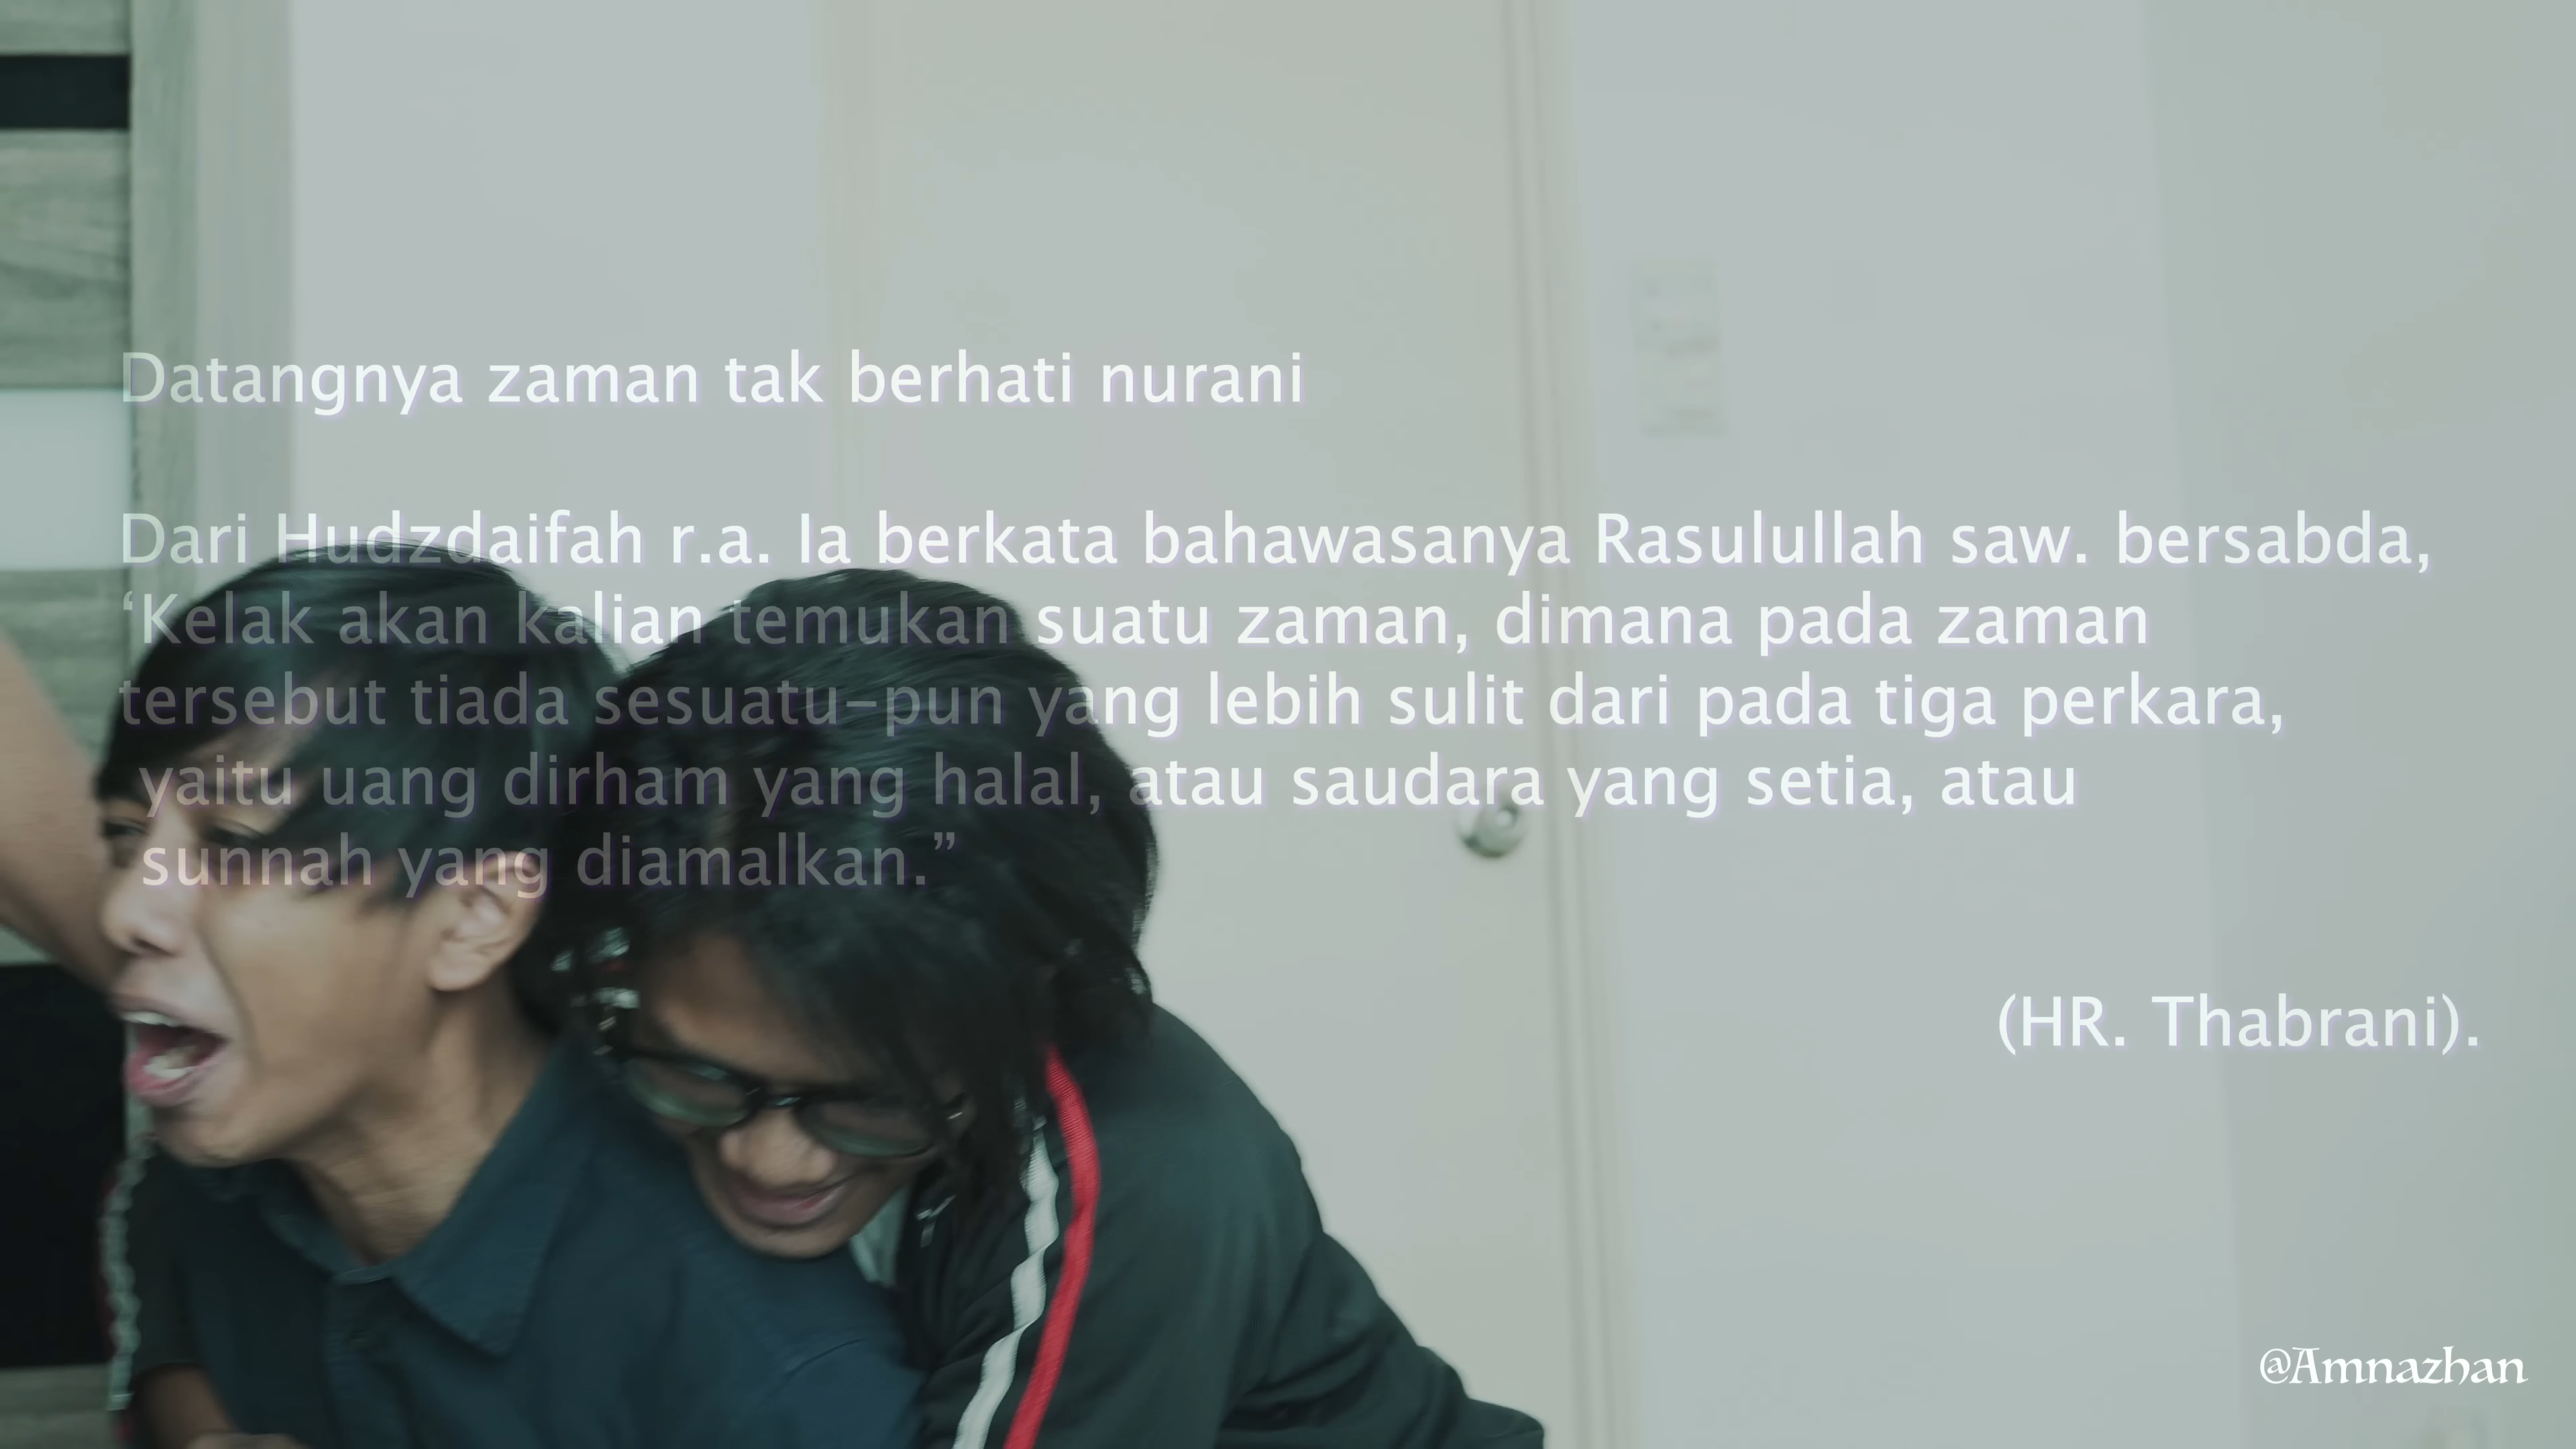 Datangnya zaman tak berhati nurani
Dari Hudzdaifah r.a. Ia berkata bahawasanya Rasulullah saw. bersabda,
‘Kelak akan kalian temukan suatu zaman, dimana pada zaman
tersebut tiada sesuatu-pun yang lebih sulit dari pada tiga perkara,
yaitu uang dirham yang halal, atau saudara yang setia, atau
sunnah yang diamalkan.”
(HR. Thabrani).
@Amnazhan